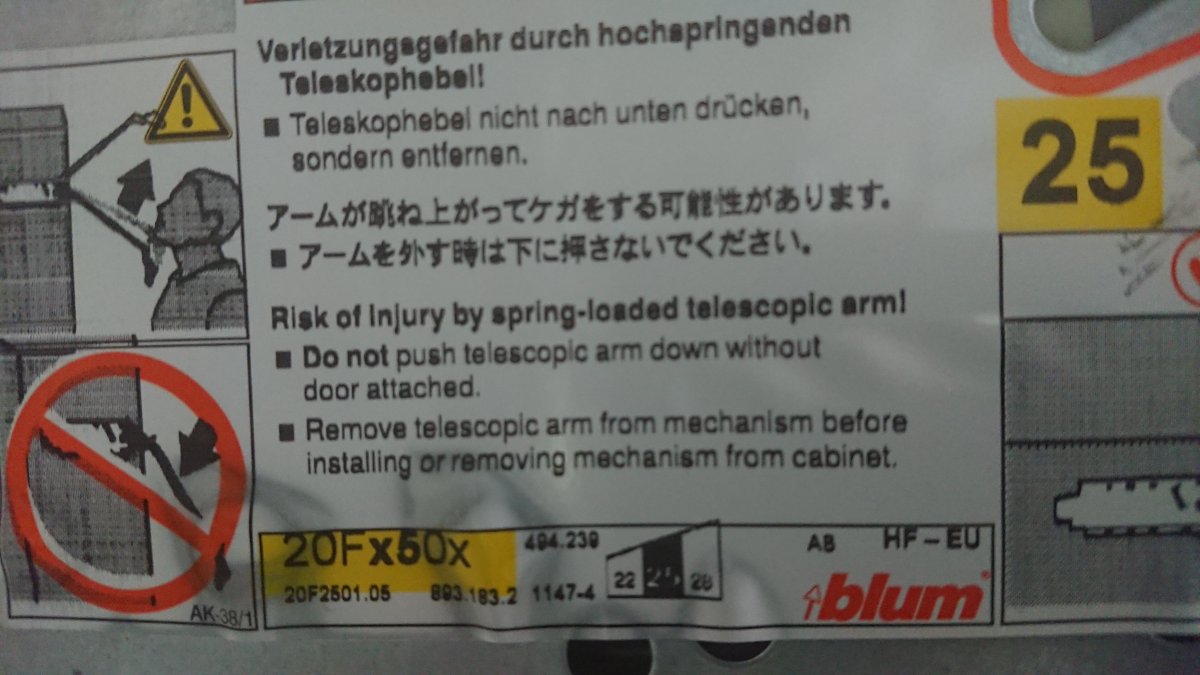 Verletzungsgefahr durch hochspringenden
Teleskophebel!
■ Teleskophebel nicht nach unten drücken,
sondern entfernen.
アームが跳ね上がってケガをする可能性があります。
■ アームを外す時は下に押さないでください。
Risk of injury by spring-loaded telescopic arm!
■ Do not push telescopic arm down without
door attached.
■ Remove telescopic arm from mechanism before
installing or removing mechanism from cabinet.
25
AK-38/1
20Fx50x
494.239
22 25 28
AB HF-EU
20F2501.05 893.183.2 1147-4
blum